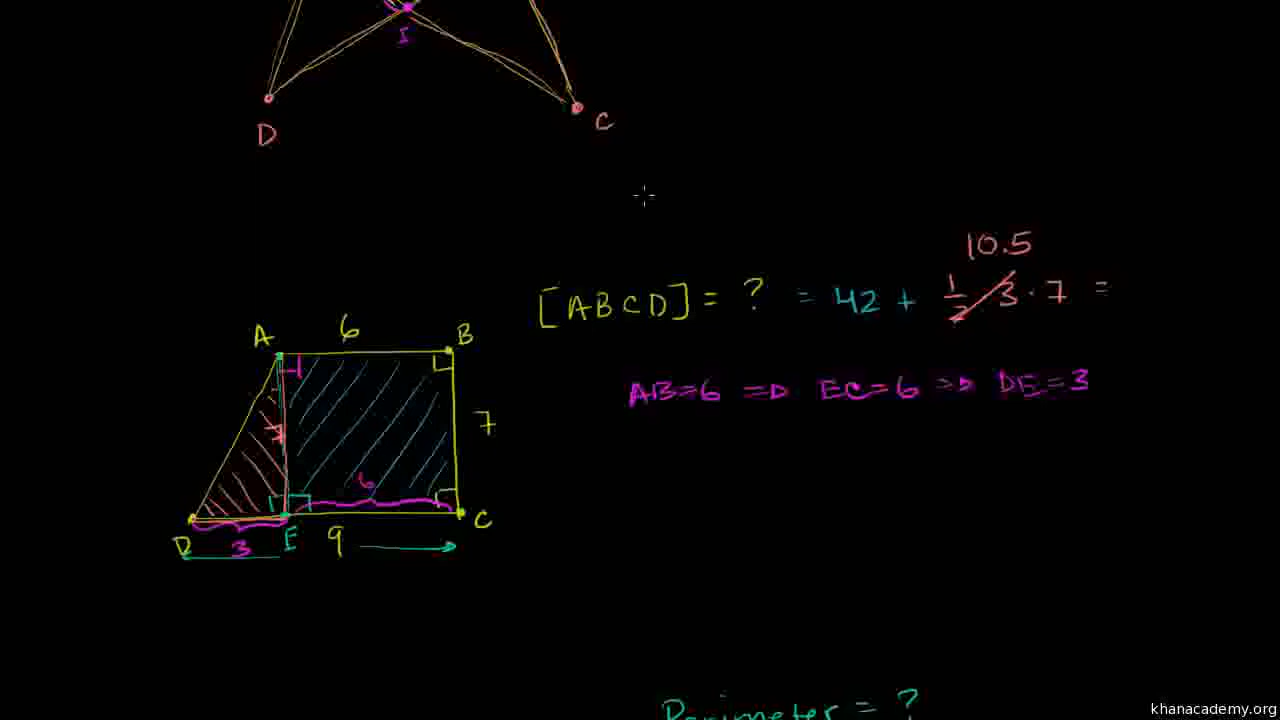 I
D
C
10.5
[ABCD] = ? = 42 + 1/2 3 · 7 =
A 6 B
AB=6 => EC=6 => DE=3
7
7
6
C
D 3 E 9
Perimeter = ?
khanacademy.org